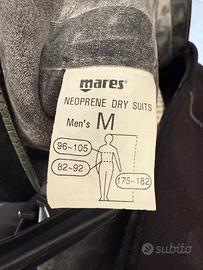 mares
NEOPRENE DRY SUITS
Men's M
96-105
82-92
175-182
subito